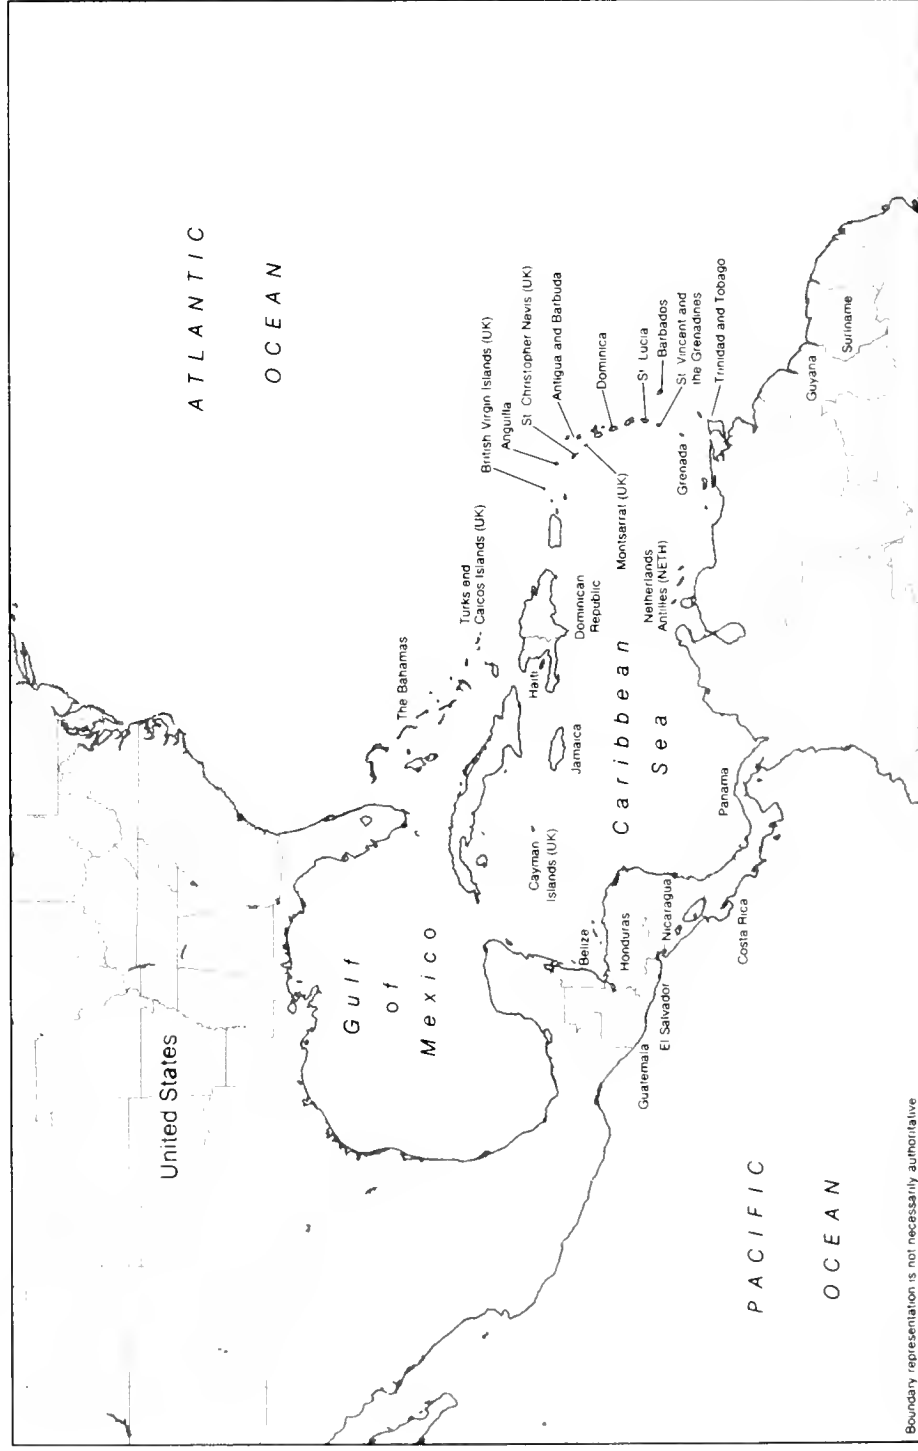 ATLANTIC
OCEAN
United States
Gulf
of
Mexico
The Bahamas
Turks and
Caicos Islands (UK)
British Virgin Islands (UK)
Anguilla
St Christopher Nevis (UK)
Antigua and Barbuda
Dominica
St Lucia
Barbados
St Vincent and
the Grenadines
Trinidad and Tobago
Cayman
Islands (UK)
Jamaica
Haiti
Dominican
Republic
Montserrat (UK)
Grenada
Netherlands
Antilles (NETH)
Caribbean
Sea
Belize
Honduras
Guatemala
El Salvador
Nicaragua
Costa Rica
Panama
Guyana
Suriname
PACIFIC
OCEAN
Boundary representation is not necessarily authoritative